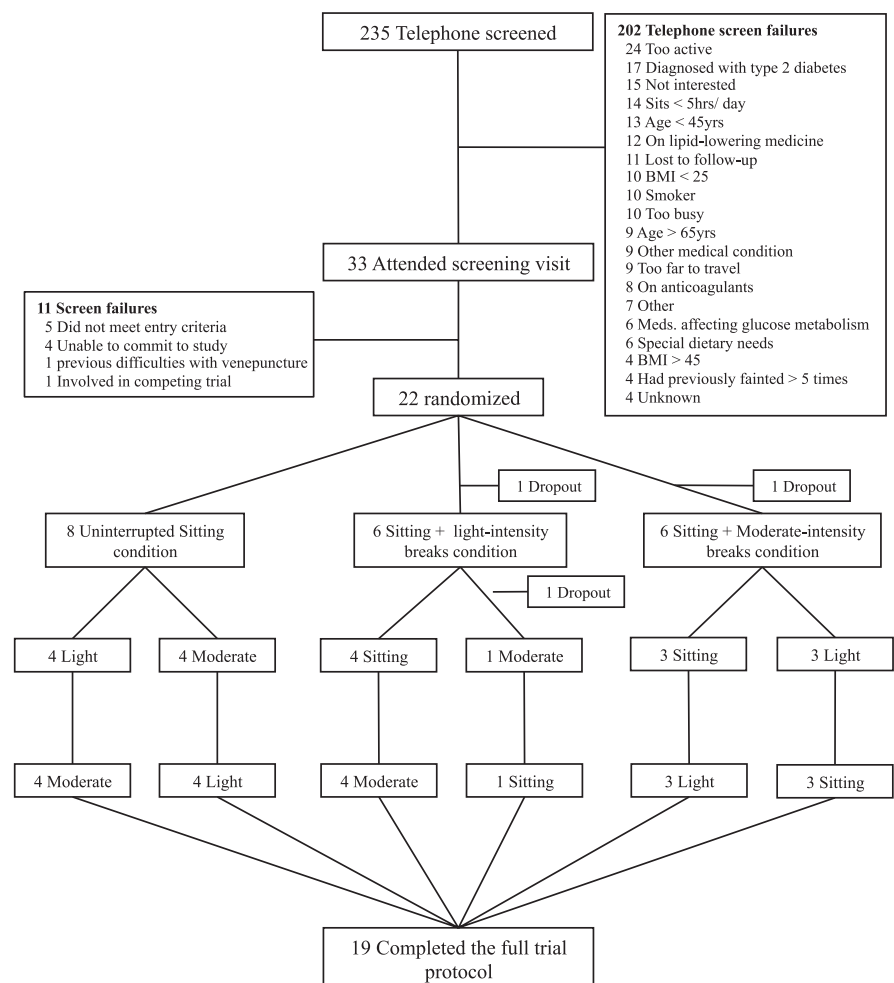 235 Telephone screened
202 Telephone screen failures
24 Too active
17 Diagnosed with type 2 diabetes
15 Not interested
14 Sits < 5hrs/ day
13 Age < 45yrs
12 On lipid-lowering medicine
11 Lost to follow-up
10 BMI < 25
10 Smoker
10 Too busy
9 Age > 65yrs
9 Other medical condition
9 Too far to travel
8 On anticoagulants
7 Other
6 Meds. affecting glucose metabolism
6 Special dietary needs
4 BMI > 45
4 Had previously fainted > 5 times
4 Unknown
33 Attended screening visit
11 Screen failures
5 Did not meet entry criteria
4 Unable to commit to study
1 previous difficulties with venepuncture
1 Involved in competing trial
22 randomized
1 Dropout
1 Dropout
8 Uninterrupted Sitting
condition
6 Sitting + light-intensity
breaks condition
6 Sitting + Moderate-intensity
breaks condition
1 Dropout
4 Light
4 Moderate
4 Sitting
1 Moderate
3 Sitting
3 Light
4 Moderate
4 Light
4 Moderate
1 Sitting
3 Light
3 Sitting
19 Completed the full trial
protocol